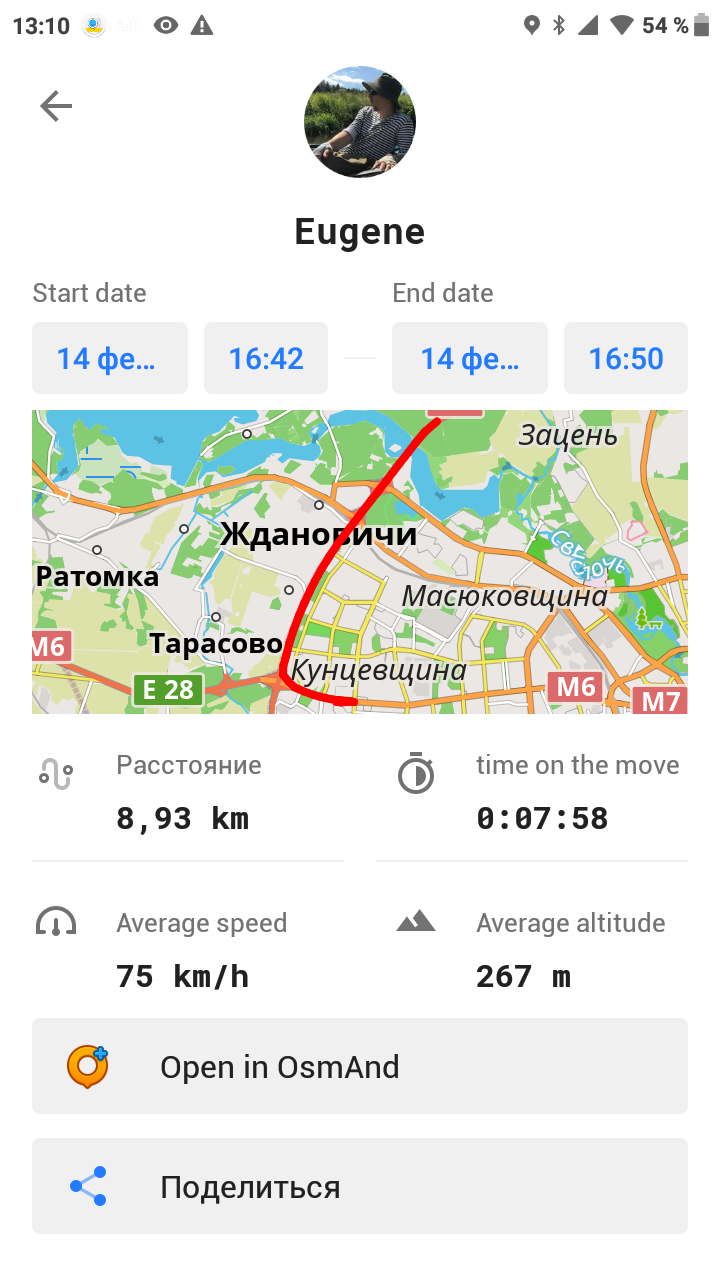 13:10
54 %
Eugene
Start date
End date
14 фе...
16:42
14 фе...
16:50
Зацень
Ждановичи
Ратомка
Масюковщина
Тарасово
Кунцевщина
M6
E 28
M6
M7
Расстояние
8,93 km
time on the move
0:07:58
Average speed
75 km/h
Average altitude
267 m
Open in OsmAnd
Поделиться